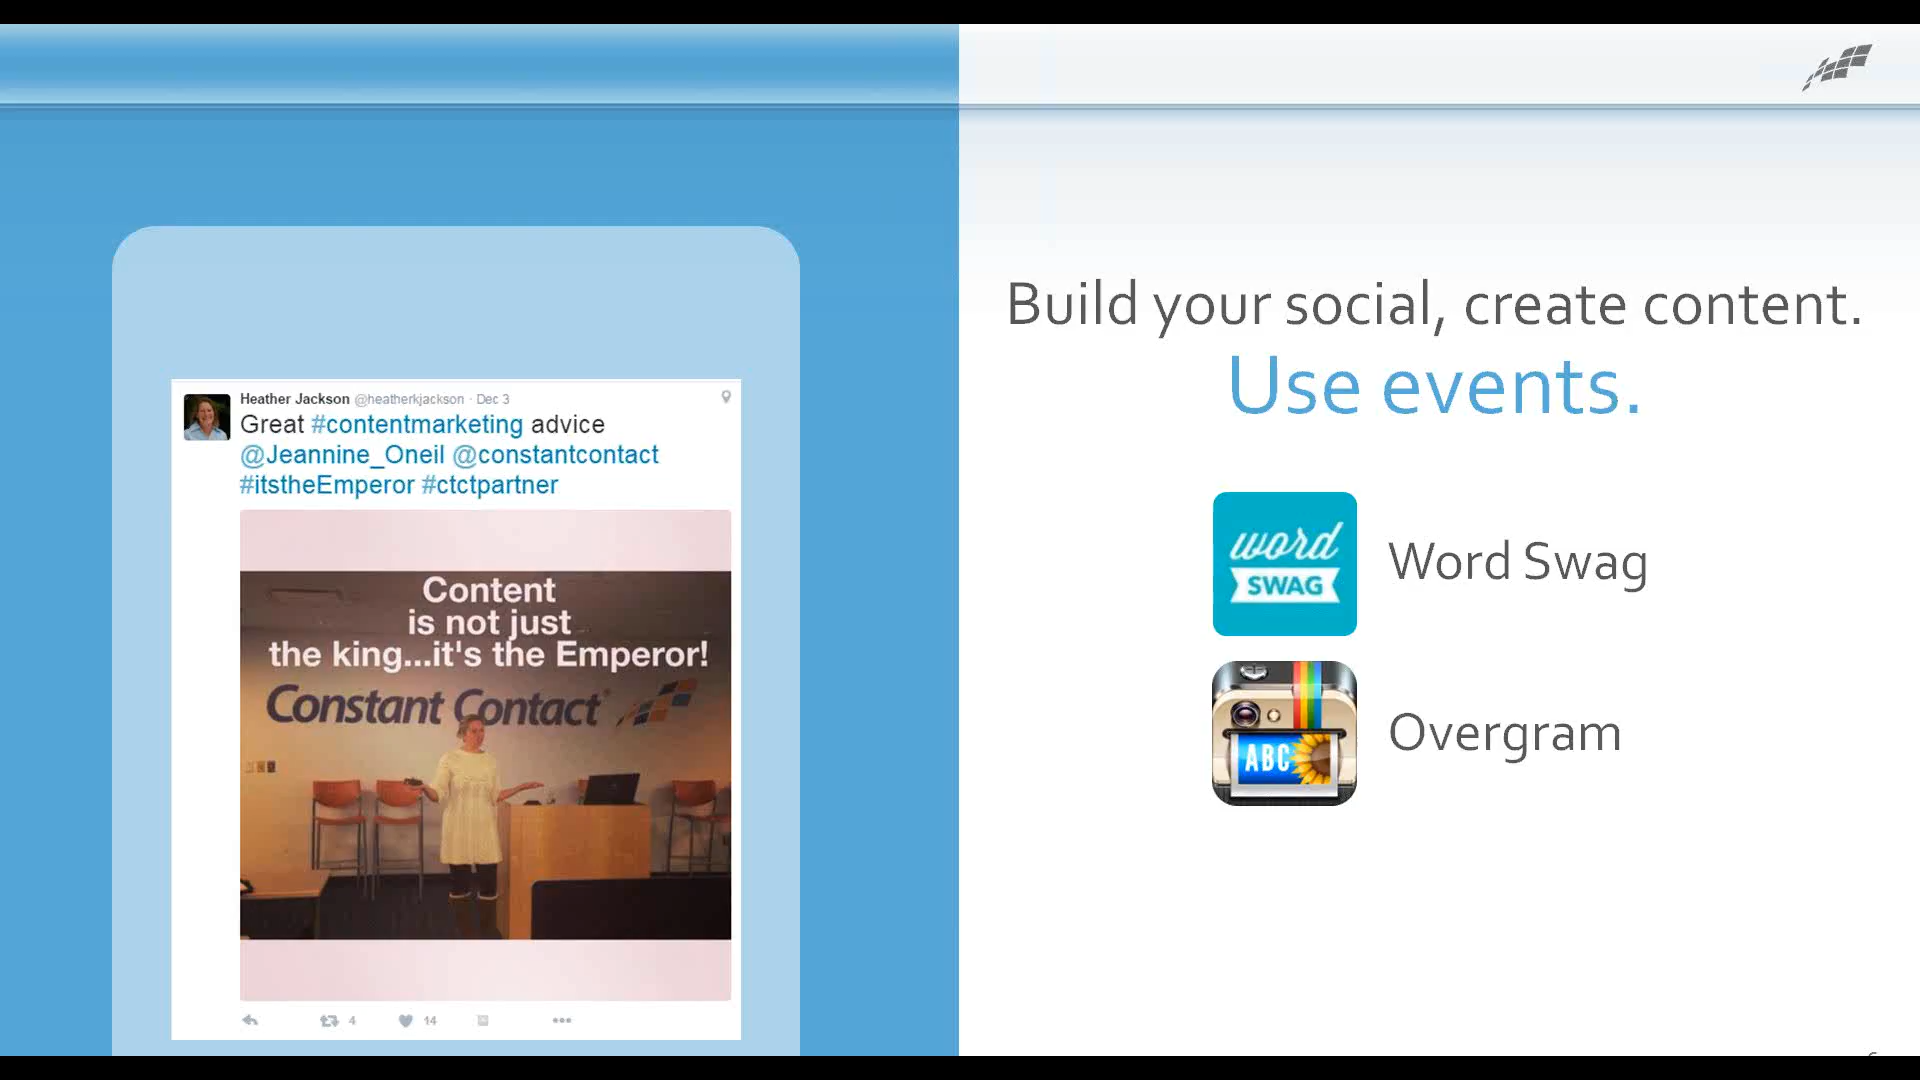 Heather Jackson @heatherkjackson · Dec 3
Great #contentmarketing advice
@Jeannine_Oneil @constantcontact
#itstheEmperor #ctctpartner
Content
is not just
the king...it's the Emperor!
Constant Contact
4 14
Build your social, create content.
Use events.
word
SWAG
Word Swag
ABC
Overgram